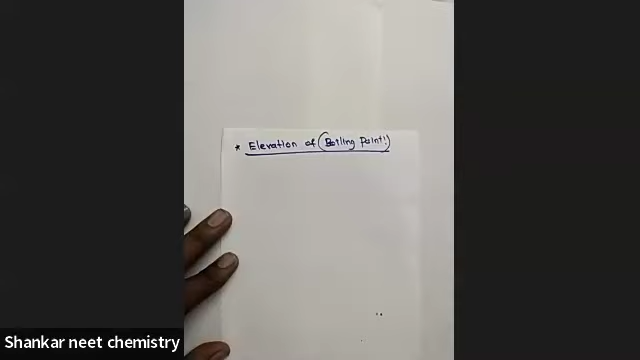 * Elevation of (Boiling Point:)
Shankar neet chemistry